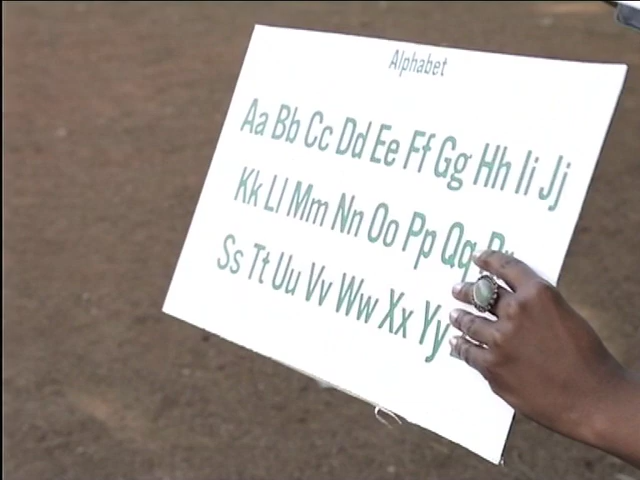 Alphabet
Aa Bb Cc Dd Ee Ff Gg Hh Ii Jj
Kk Ll Mm Nn Oo Pp Qq Rr
Ss Tt Uu Vv Ww Xx Yy